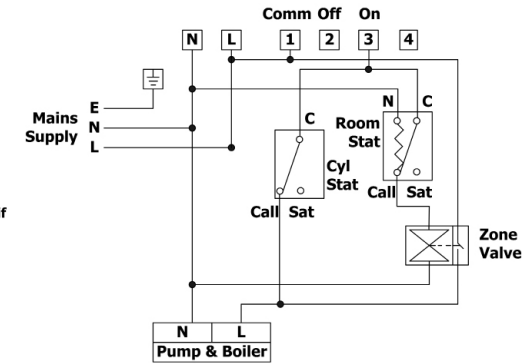 Comm Off On
N L 1 2 3 4
N C
E
Mains
Supply
N
L
C
Room
Stat
Cyl
Stat
Call Sat
Call Sat
Zone
Valve
if
N L
Pump & Boiler